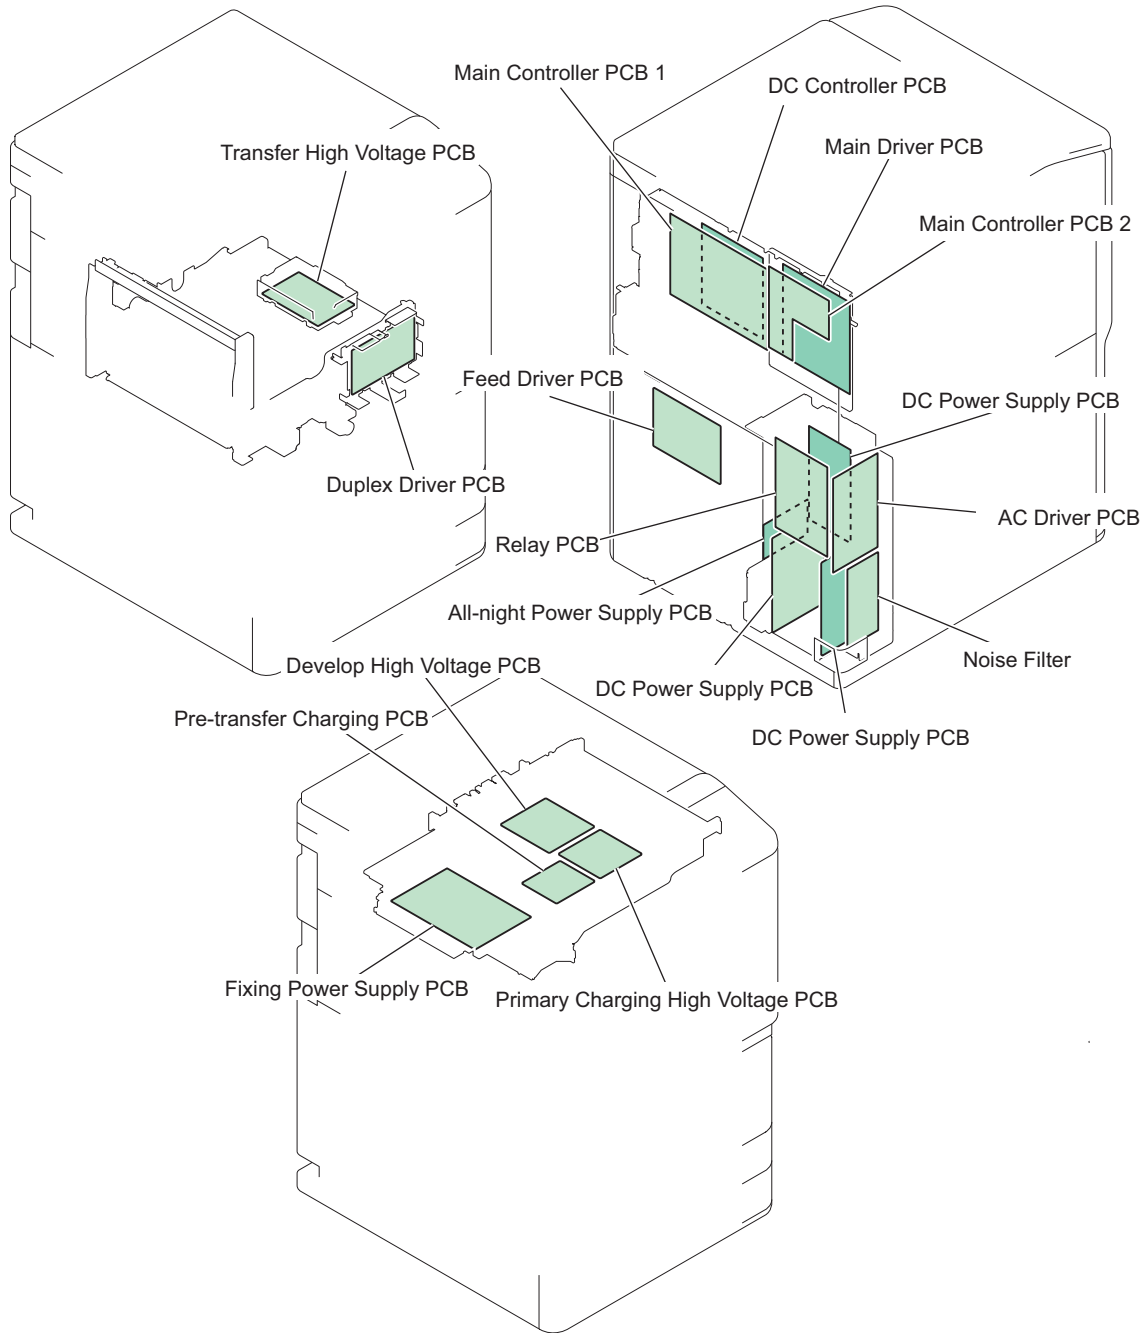 Main Controller PCB 1
DC Controller PCB
Transfer High Voltage PCB
Main Driver PCB
Main Controller PCB 2
Feed Driver PCB
DC Power Supply PCB
Duplex Driver PCB
AC Driver PCB
Relay PCB
All-night Power Supply PCB
Noise Filter
Develop High Voltage PCB
DC Power Supply PCB
Pre-transfer Charging PCB
DC Power Supply PCB
Fixing Power Supply PCB
Primary Charging High Voltage PCB